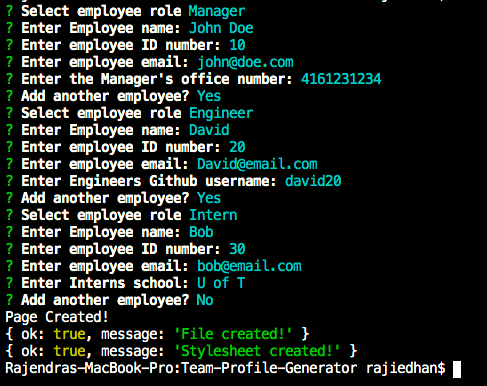 ? Select employee role Manager
? Enter Employee name: John Doe
? Enter employee ID number: 10
? Enter employee email: john@doe.com
? Enter the Manager's office number: 4161231234
? Add another employee? Yes
? Select employee role Engineer
? Enter Employee name: David
? Enter employee ID number: 20
? Enter employee email: David@email.com
? Enter Engineers Github username: david20
? Add another employee? Yes
? Select employee role Intern
? Enter Employee name: Bob
? Enter employee ID number: 30
? Enter employee email: bob@email.com
? Enter Interns school: U of T
? Add another employee? No
Page Created!
{ ok: true, message: 'File created!' }
{ ok: true, message: 'Stylesheet created!' }
Rajendras-MacBook-Pro:Team-Profile-Generator rajiedhan$